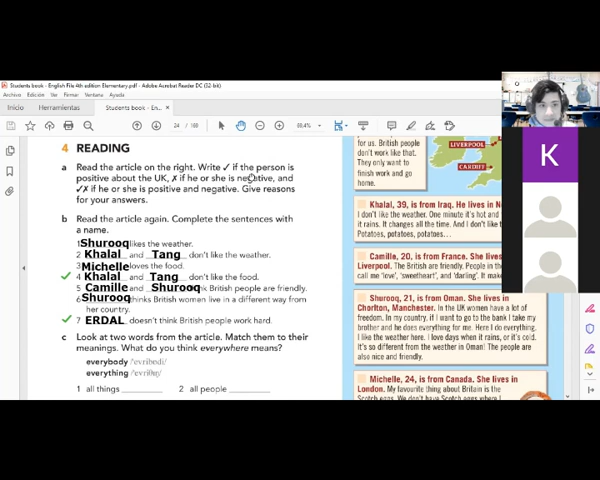 Students book - English File 4th edition Elementary.pdf - Adobe Acrobat Reader DC (32-bit)
Archivo Edición Ver Firmar Ventana Ayuda
Inicio Herramientas Students book - En... ×
24 / 169 59,4%
4 READING
a Read the article on the right. Write ✓ if the person is
positive about the UK, ✗ if he or she is negative, and
✓✗ if he or she is positive and negative. Give reasons
for your answers.
b Read the article again. Complete the sentences with
a name.
1 Shurooq likes the weather.
2 Khalal and Tang don't like the weather.
3 Michelle loves the food.
4 Khalal and Tang don't like the food.
5 Camille and Shurooq think British people are friendly.
6 Shurooq thinks British women live in a different way from
her country.
7 ERDAL doesn't think British people work hard.
c Look at two words from the article. Match them to their
meanings. What do you think everywhere means?
everybody /ˈevribɒdi/
everything /ˈevriθɪŋ/
1 all things 2 all people
for us. British people
don't work like that.
They only want to
finish work and go
home.
LIVERPOOL
CARDIFF
Khalal, 39, is from Iraq. He lives in
I don't like the weather. One minute it's hot and
it rains. It changes all the time. And I don't like
Potatoes, potatoes, potatoes...
Camille, 20, is from France. She lives
Liverpool. The British are friendly. People in the
call me 'love', 'sweetheart', and 'darling'. It make
Shurooq, 21, is from Oman. She lives in
Chorlton, Manchester. In the UK women have a lot of
freedom. In my country, if I want to go to the bank I take my
brother and he does everything for me. Here I do everything.
I like the weather here. I love days when it rains, or it's cold.
It's so different from the weather in Oman! The people are
also nice and friendly.
Michelle, 24, is from Canada. She lives in
London. My favourite thing about Britain is the
Scotch eggs.
K